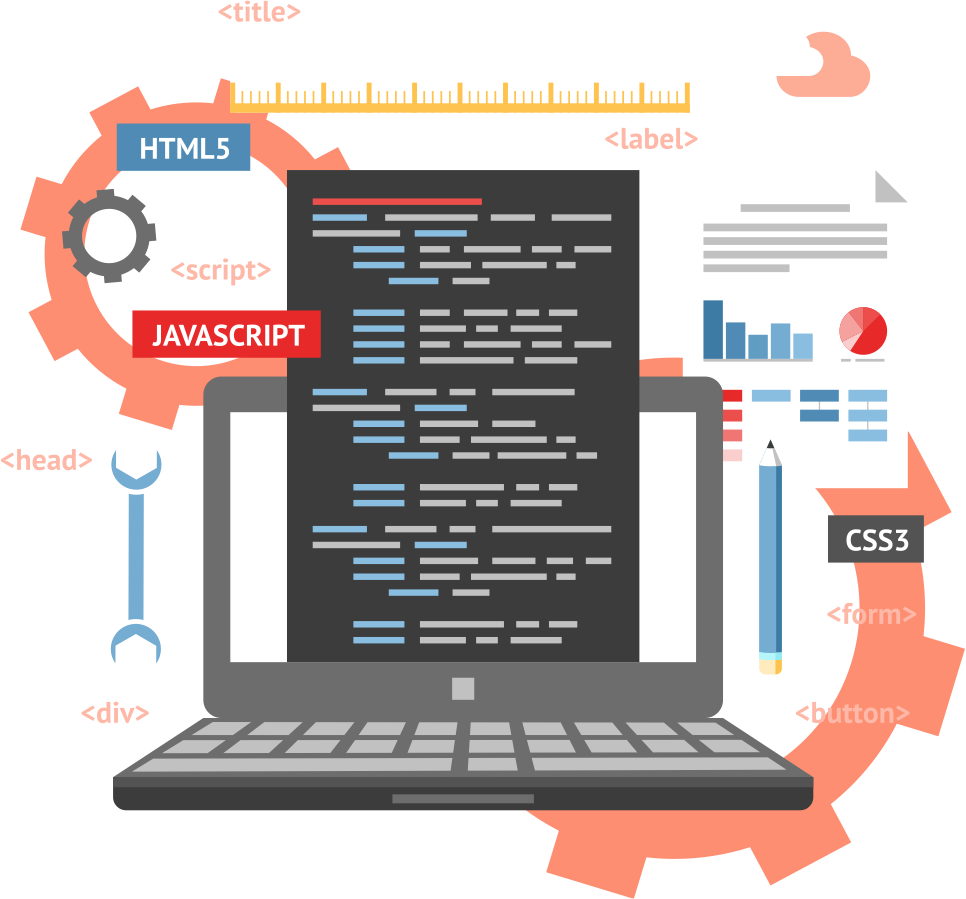 <title>
<label>
HTML5
<script>
JAVASCRIPT
<head>
CSS3
<form>
<div>
<button>